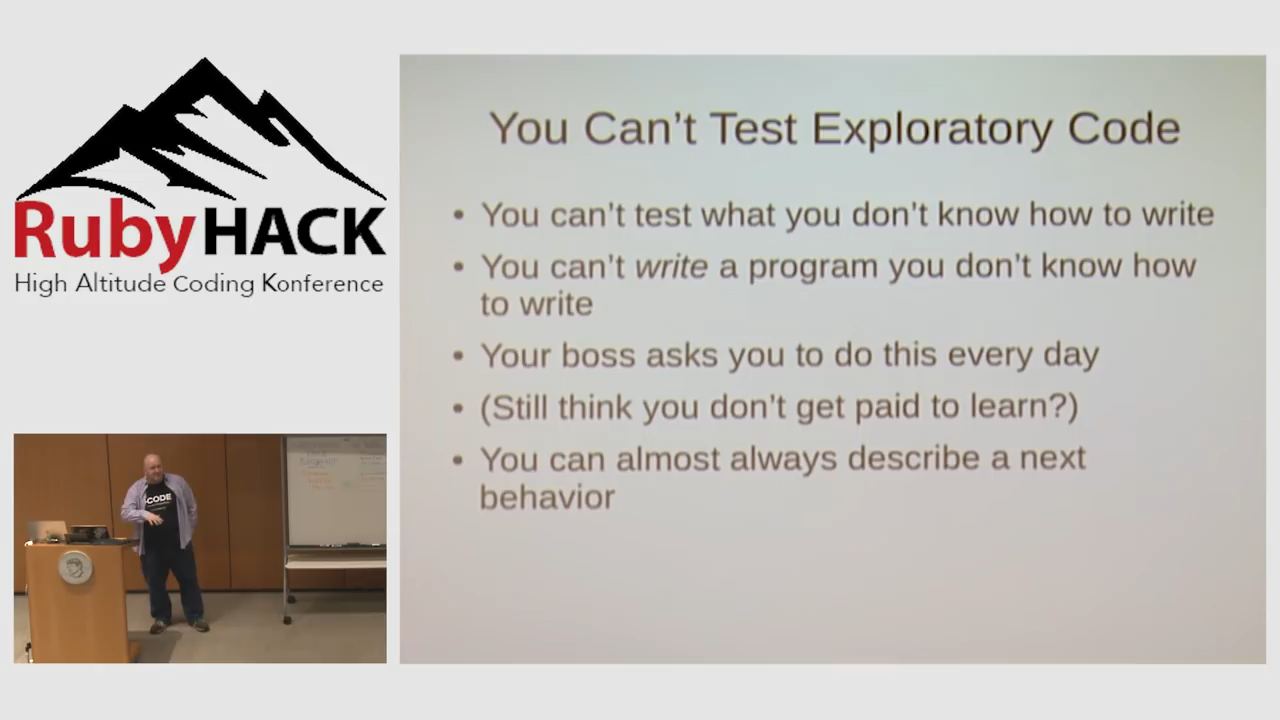 RubyHACK
High Altitude Coding Konference
You Can't Test Exploratory Code
• You can't test what you don't know how to write
• You can't write a program you don't know how
to write
• Your boss asks you to do this every day
• (Still think you don't get paid to learn?)
• You can almost always describe a next
behavior
CODE